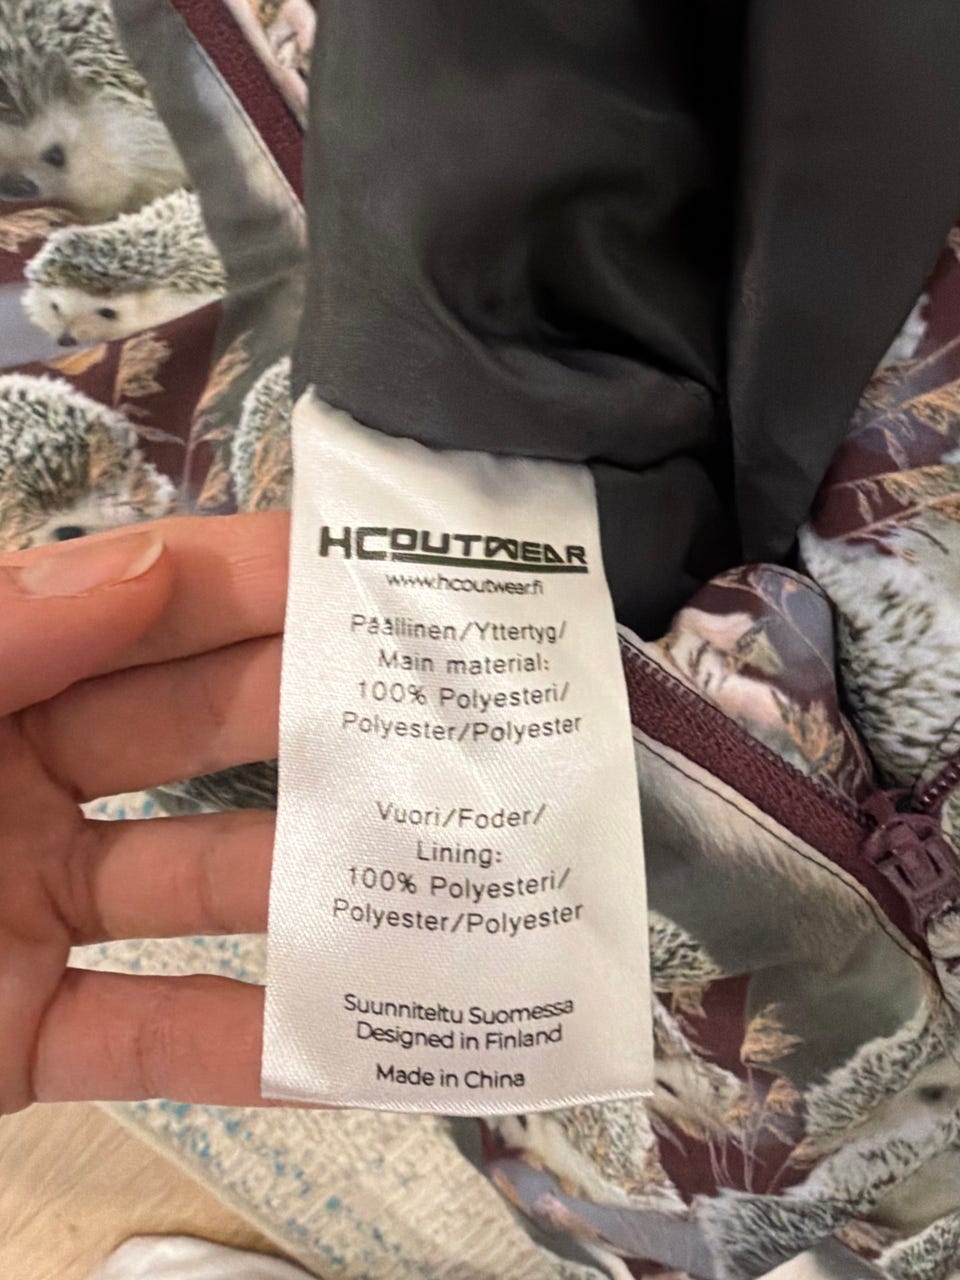 HCOUTWEAR
www.hcoutwear.fi
Päällinen/Yttertyg/
Main material:
100% Polyesteri/
Polyester/Polyester
Vuori/Foder/
Lining:
100% Polyesteri/
Polyester/Polyester
Suunniteltu Suomessa
Designed in Finland
Made in China